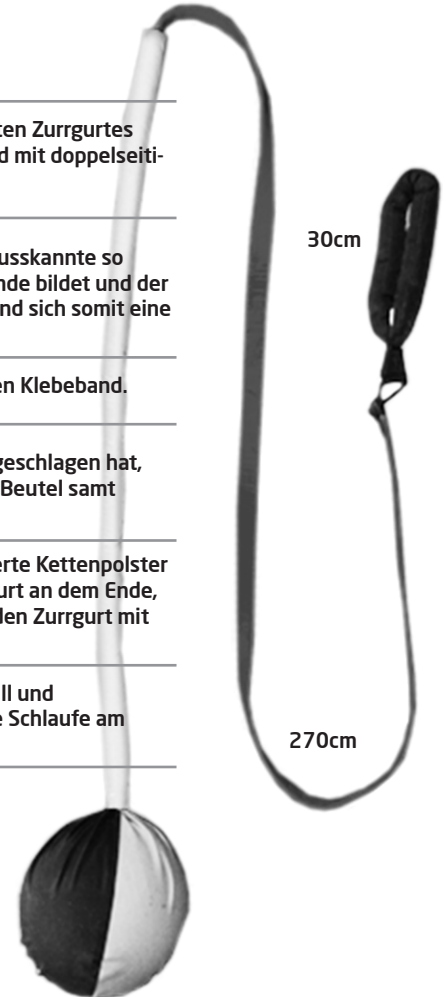 ten Zurrgurtes
d mit doppelseiti-
usskannte so
nde bildet und der
nd sich somit eine
en Klebeband.
geschlagen hat,
Beutel samt
erte Kettenpolster
urt an dem Ende,
den Zurrgurt mit
ll und
e Schlaufe am
30cm
270cm